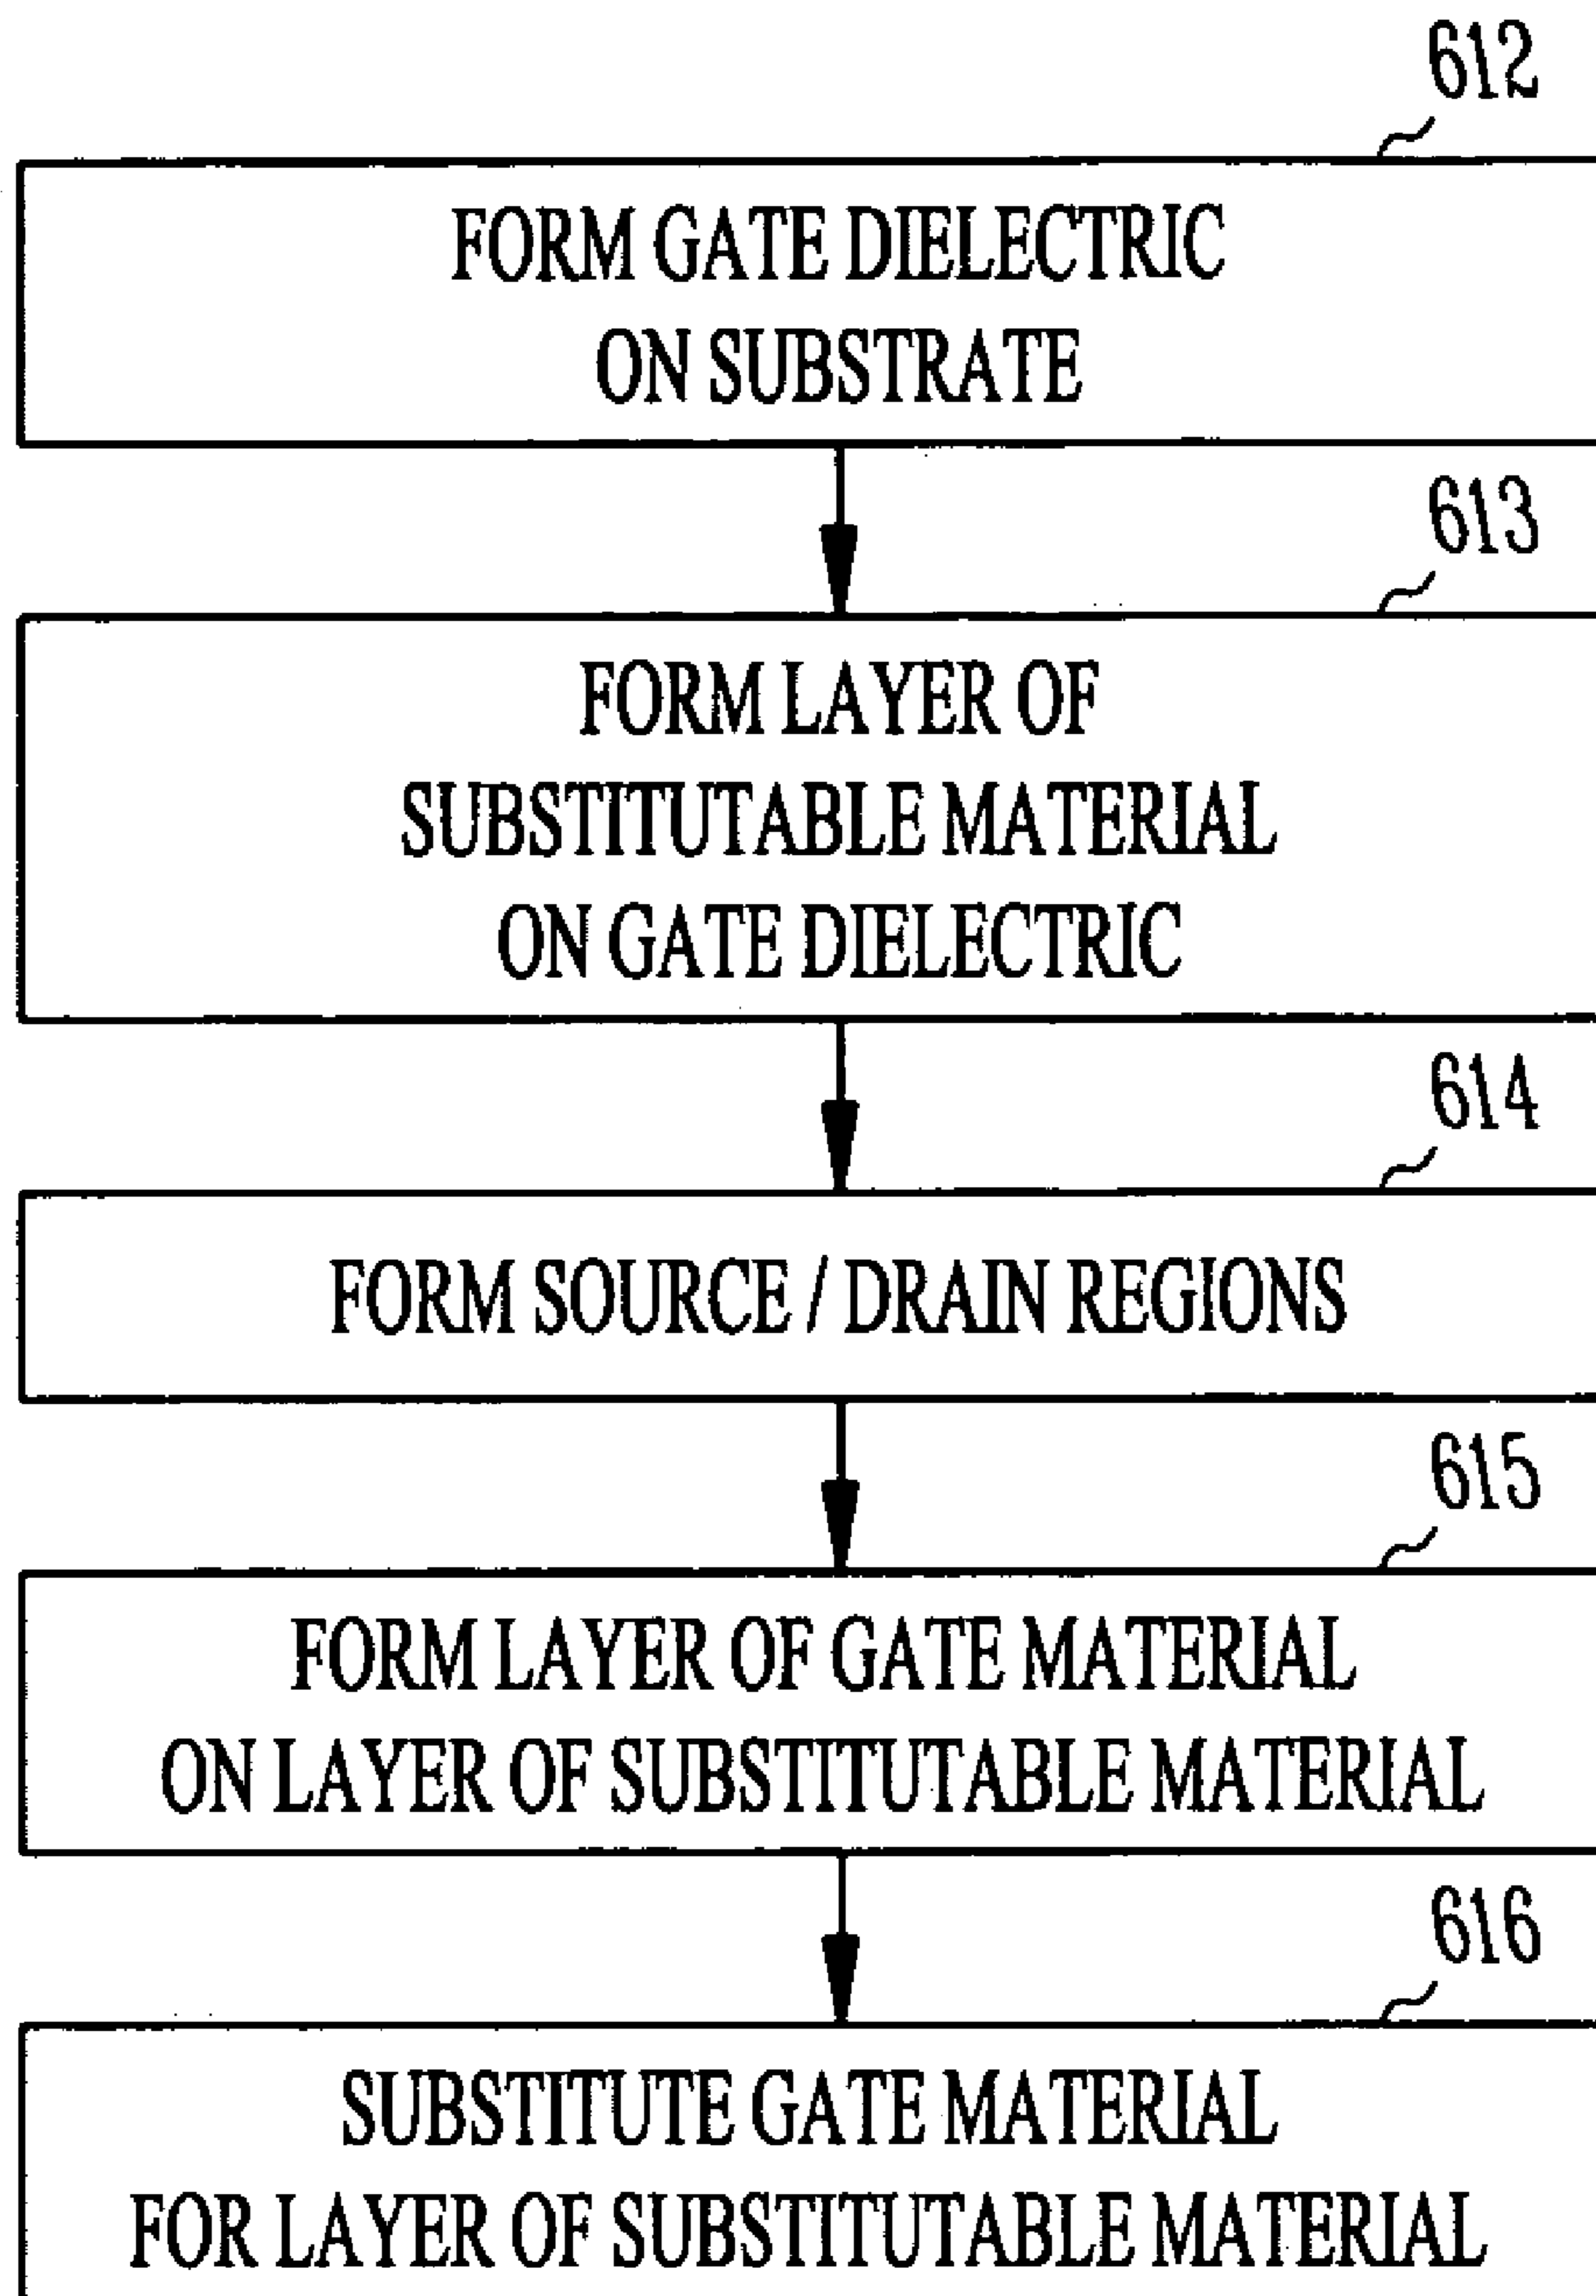 612
FORM GATE DIELECTRIC
ON SUBSTRATE
613
FORM LAYER OF
SUBSTITUTABLE MATERIAL
ON GATE DIELECTRIC
614
FORM SOURCE / DRAIN REGIONS
615
FORM LAYER OF GATE MATERIAL
ON LAYER OF SUBSTITUTABLE MATERIAL
616
SUBSTITUTE GATE MATERIAL
FOR LAYER OF SUBSTITUTABLE MATERIAL